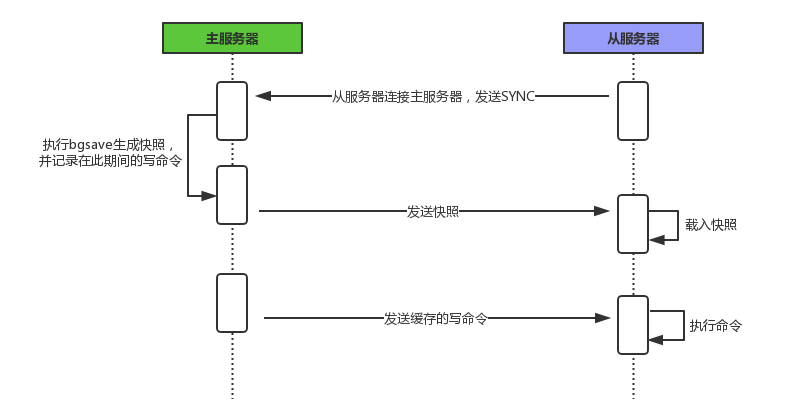 主服务器
从服务器
从服务器连接主服务器，发送SYNC
执行bgsave生成快照，
并记录在此期间的写命令
发送快照
载入快照
发送缓存的写命令
执行命令